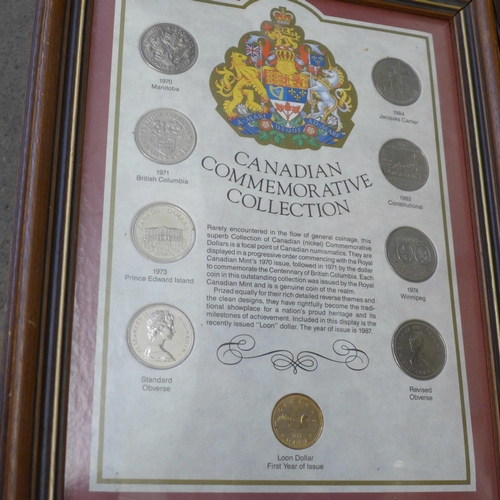 A MARI USQUE AD MARE
1970
Manitoba
1971
British Columbia
1973
Prince Edward Island
Standard
Obverse
CANADIAN
COMMEMORATIVE
COLLECTION
Rarely encountered in the flow of general coinage, this
superb Collection of Canadian (nickel) Commemorative
Dollars is a focal point of Canadian numismatics. They are
displayed in a progressive order commencing with the Royal
Canadian Mint's 1970 issue, followed in 1971 by the dollar
to commemorate the Centenary of British Columbia. Each
coin in this outstanding collection was issued by the Royal
Canadian Mint and is a genuine coin of the realm.
Prized equally for their rich detailed reverse themes and
the clean designs, they have rightfully become the tradi-
tional showplace for a nation's proud heritage and its
milestones of achievement. Included in this display is the
recently issued "Loon" dollar. The year of issue is 1987.
1984
Jacques Cartier
1982
Constitutional
1974
Winnipeg
Revised
Obverse
Loon Dollar
First Year of Issue